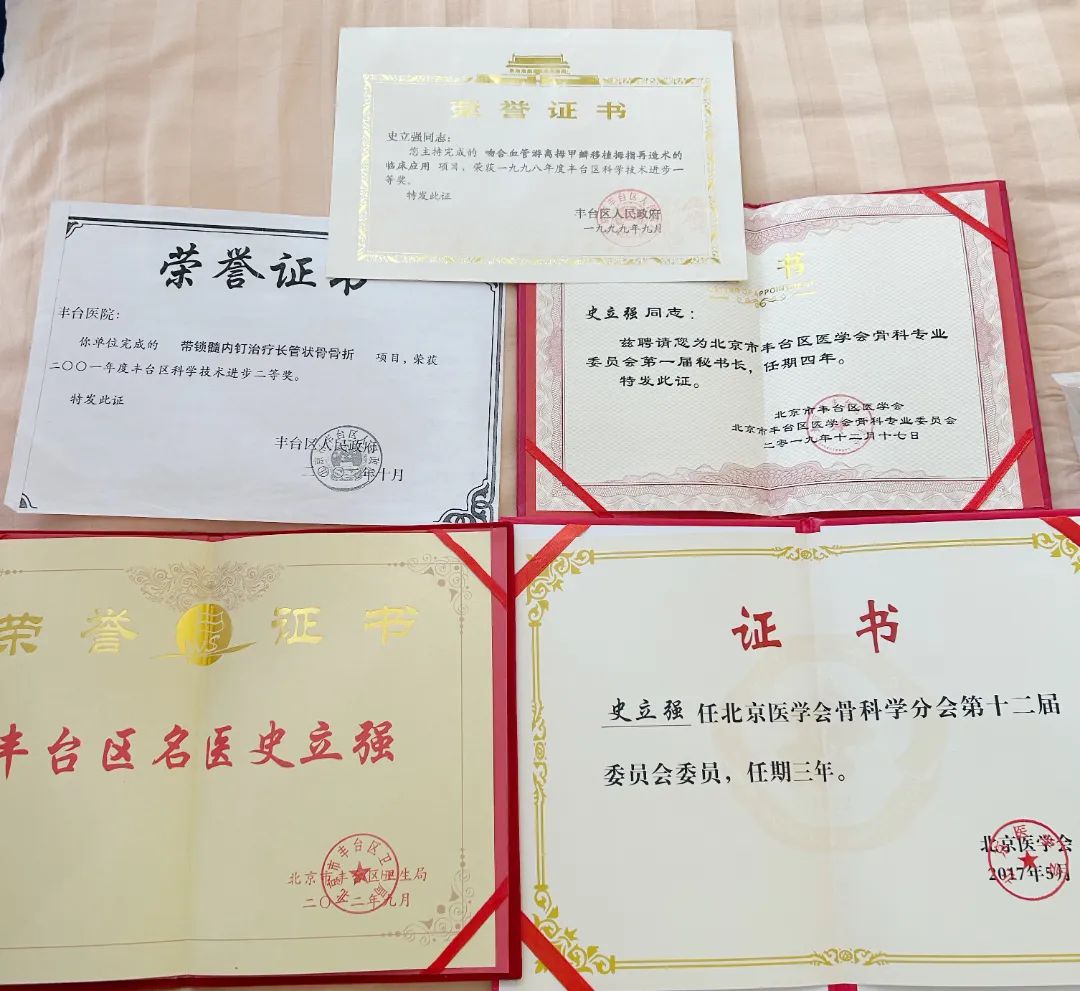 荣誉证书
史立强同志：
您主持完成的 吻合血管游离拇甲瓣移植拇指再造术的
临床应用 项目，荣获一九九八年度丰台区科学技术进步一
等奖。
特发此证
丰台区人民政府
一九九九年九月
荣誉证书
丰台医院：
你单位完成的 带锁髓内钉治疗长管状骨骨折 项目，荣获
二〇〇一年度丰台区科学技术进步二等奖。
特发此证
丰台区人民政府
年十月
书
史立强同志：
兹聘请您为北京市丰台区医学会骨科专业
委员会第一届秘书长，任期四年。
特发此证。
北京市丰台区医学会
北京市丰台区医学会骨科专业委员会
二零一九年十二月十七日
荣誉证书
丰台区名医史立强
北京市丰台区卫生局
二〇一二年九月
证书
史立强任北京医学会骨科学分会第十二届
委员会委员，任期三年。
北京医学会
2017年5月